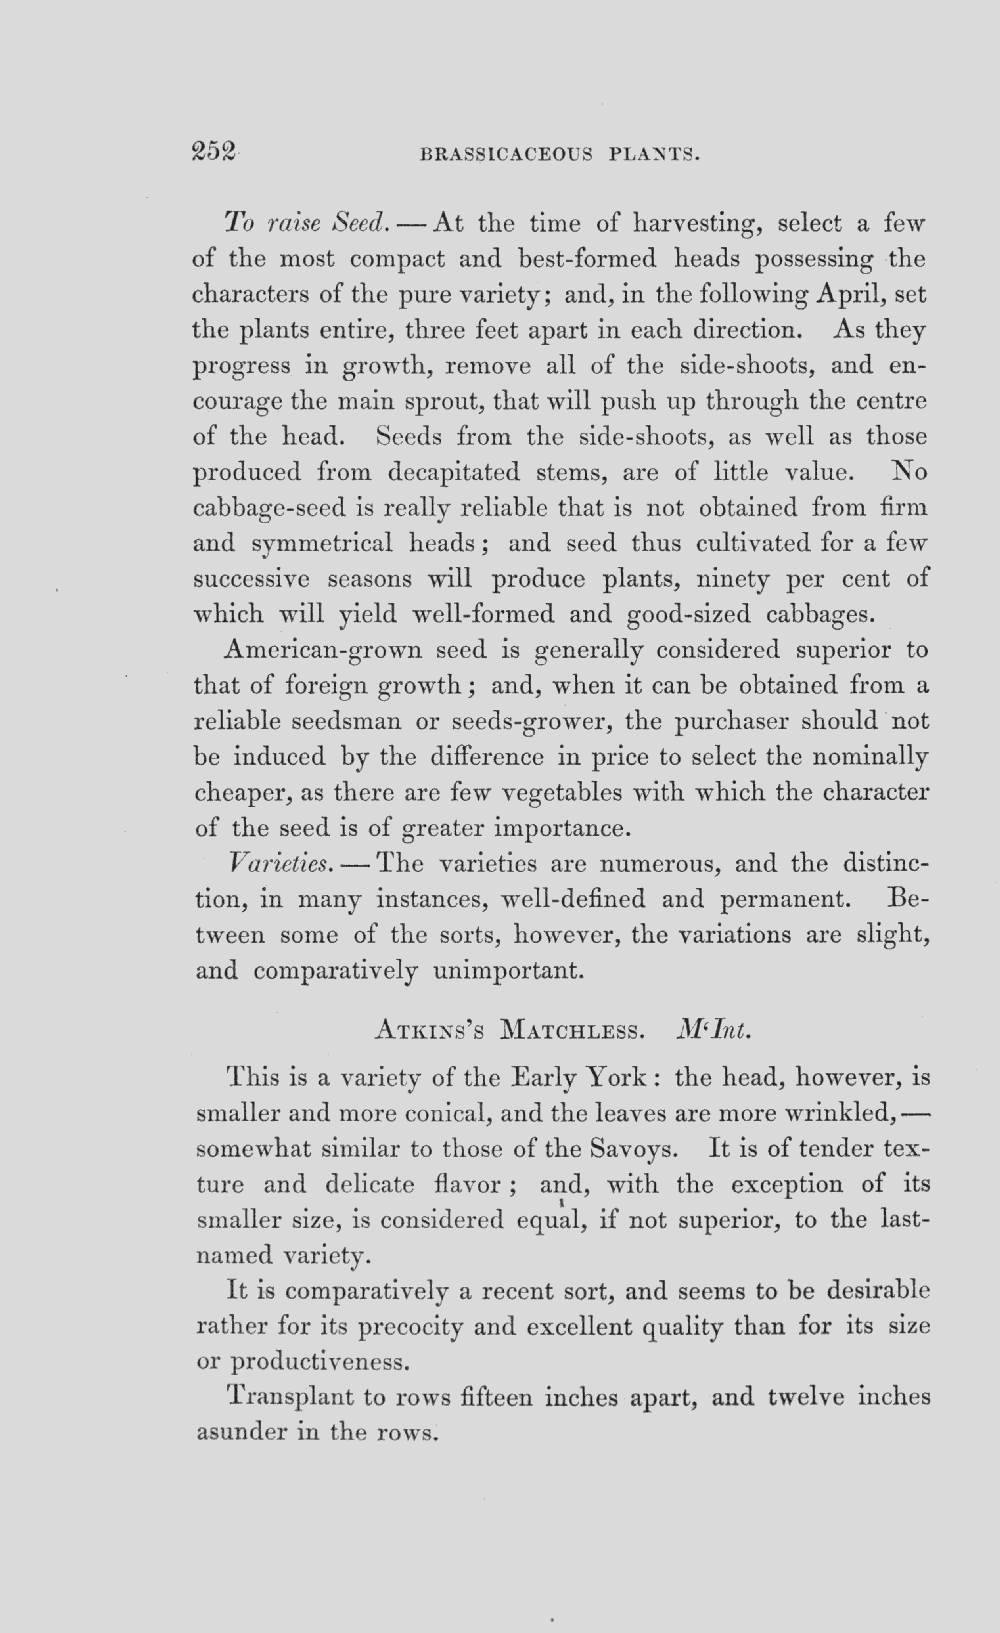 252 BRASSICACEOUS PLANTS.
To raise Seed. — At the time of harvesting, select a few
of the most compact and best-formed heads possessing the
characters of the pure variety; and, in the following April, set
the plants entire, three feet apart in each direction. As they
progress in growth, remove all of the side-shoots, and en-
courage the main sprout, that will push up through the centre
of the head. Seeds from the side-shoots, as well as those
produced from decapitated stems, are of little value. No
cabbage-seed is really reliable that is not obtained from firm
and symmetrical heads; and seed thus cultivated for a few
successive seasons will produce plants, ninety per cent of
which will yield well-formed and good-sized cabbages.
American-grown seed is generally considered superior to
that of foreign growth; and, when it can be obtained from a
reliable seedsman or seeds-grower, the purchaser should not
be induced by the difference in price to select the nominally
cheaper, as there are few vegetables with which the character
of the seed is of greater importance.
Varieties. — The varieties are numerous, and the distinc-
tion, in many instances, well-defined and permanent. Be-
tween some of the sorts, however, the variations are slight,
and comparatively unimportant.
ATKINS'S MATCHLESS. M‘Int.
This is a variety of the Early York: the head, however, is
smaller and more conical, and the leaves are more wrinkled, —
somewhat similar to those of the Savoys. It is of tender tex-
ture and delicate flavor; and, with the exception of its
smaller size, is considered equal, if not superior, to the last-
named variety.
It is comparatively a recent sort, and seems to be desirable
rather for its precocity and excellent quality than for its size
or productiveness.
Transplant to rows fifteen inches apart, and twelve inches
asunder in the rows.